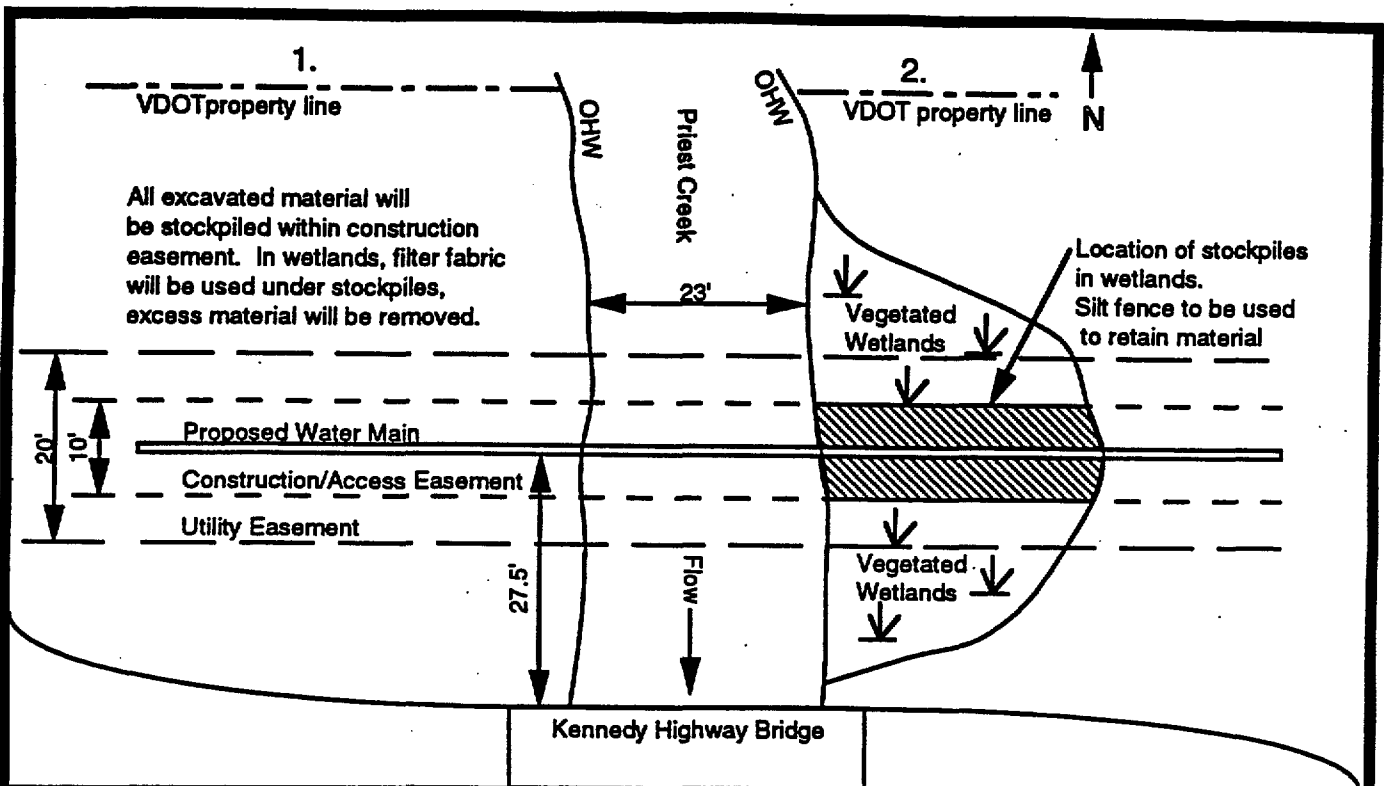 1.
VDOTproperty line
OHW
Priest Creek
OHW
2.
VDOT property line
N
All excavated material will
be stockpiled within construction
easement. In wetlands, filter fabric
will be used under stockpiles,
excess material will be removed.
23'
Vegetated
Wetlands
Location of stockpiles
in wetlands.
Silt fence to be used
to retain material
20'
10'
Proposed Water Main
Construction/Access Easement
Utility Easement
27.5'
Flow
Vegetated
Wetlands
Kennedy Highway Bridge